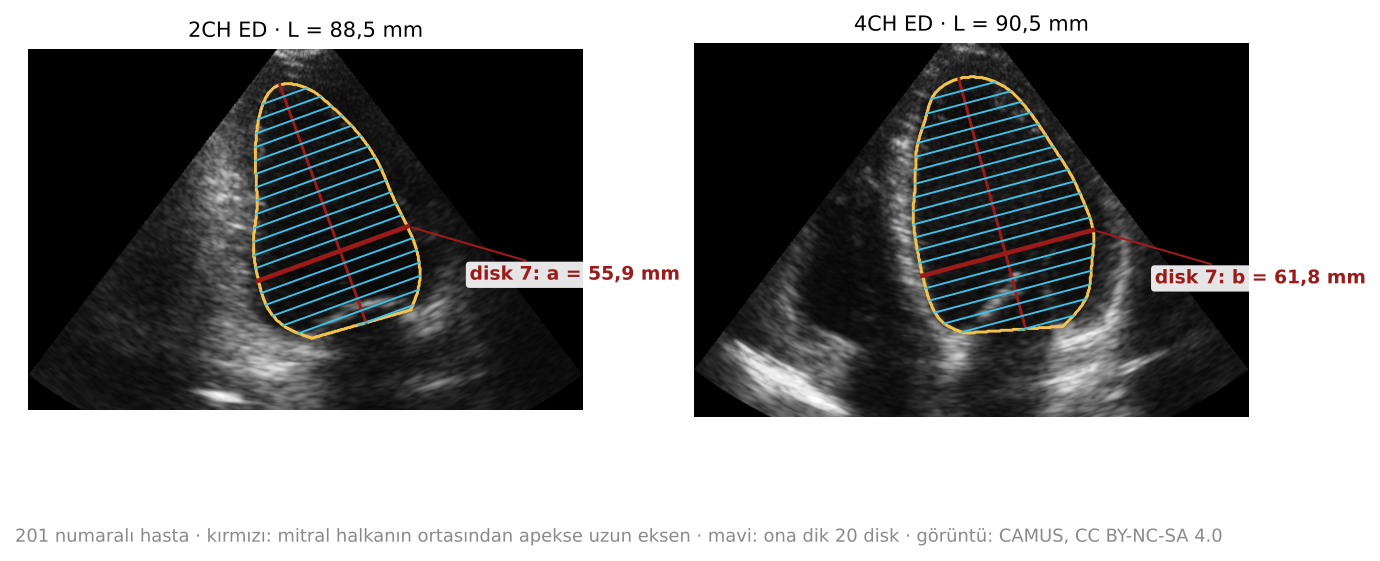 2CH ED · L = 88,5 mm
4CH ED · L = 90,5 mm
disk 7: a = 55,9 mm
disk 7: b = 61,8 mm
201 numaralı hasta · kırmızı: mitral halkanın ortasından apekse uzun eksen · mavi: ona dik 20 disk · görüntü: CAMUS, CC BY-NC-SA 4.0